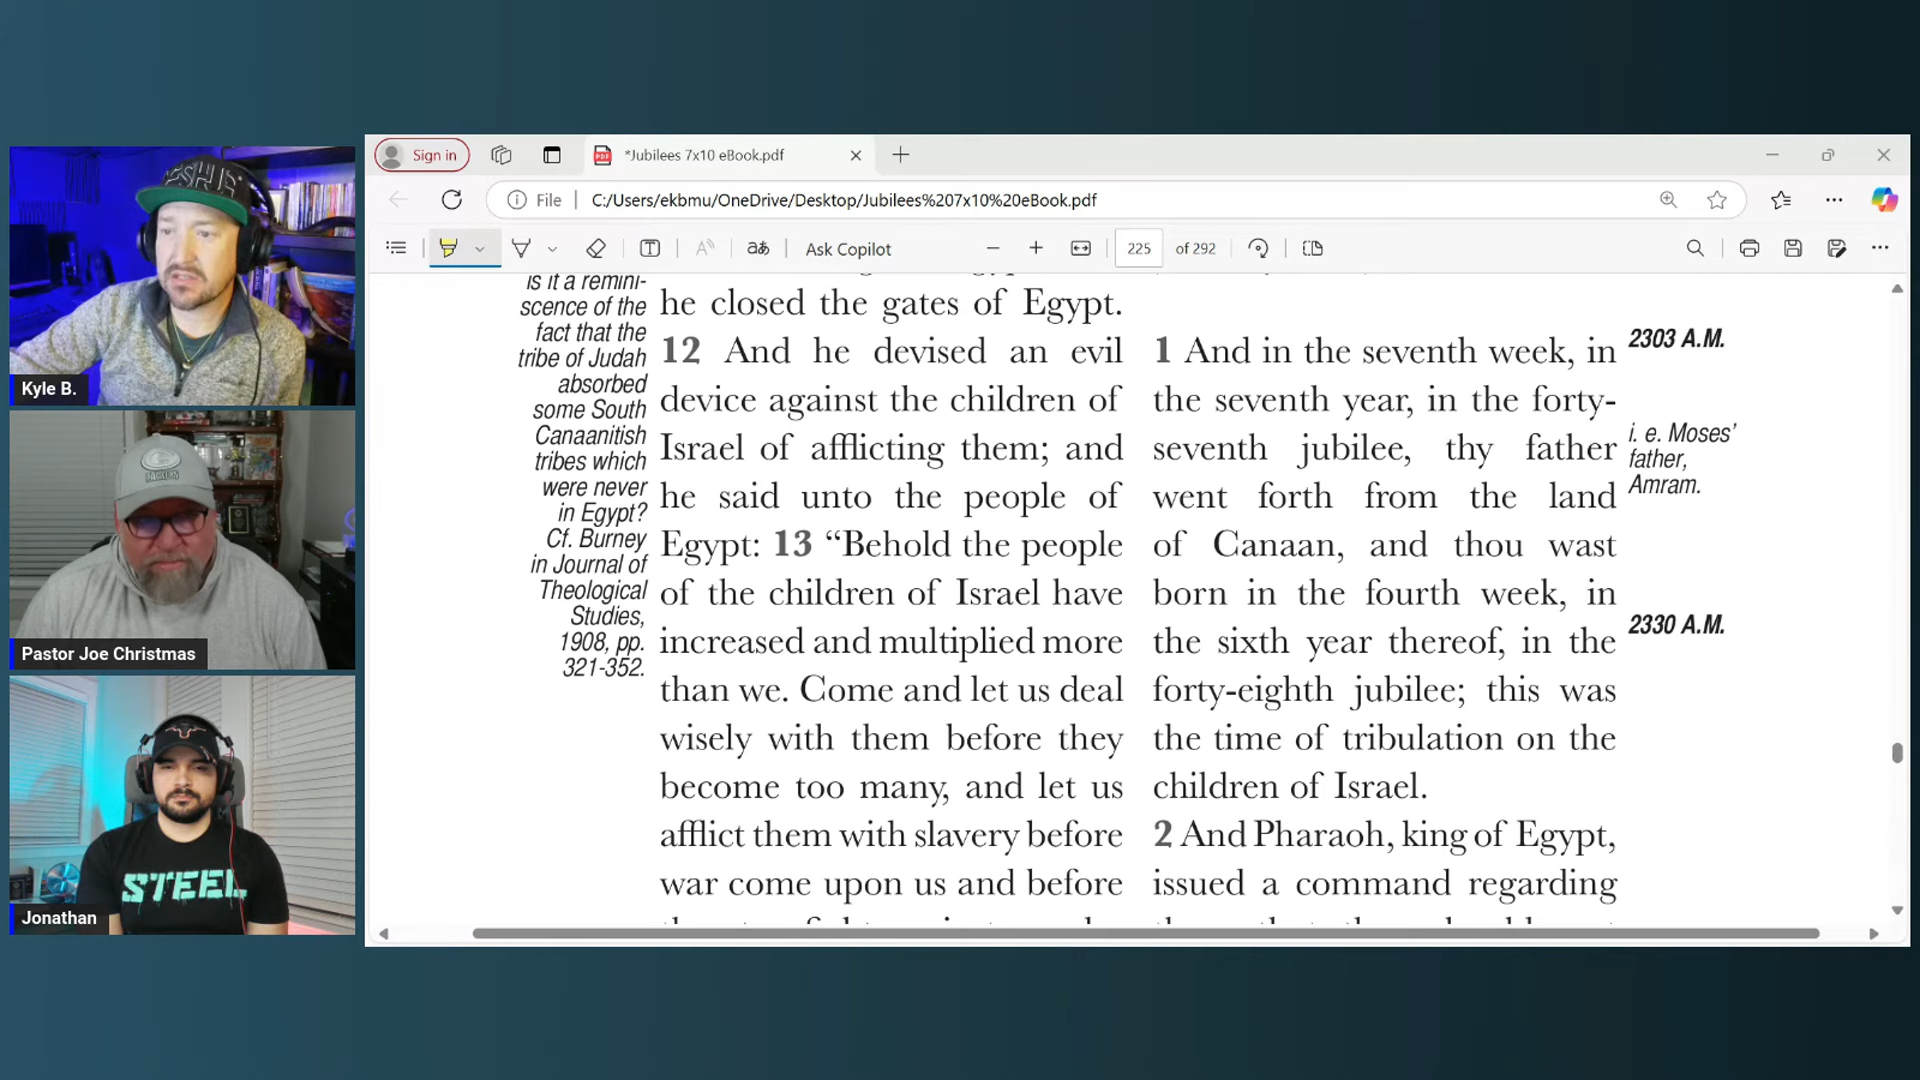 Sign in
*Jubilees 7x10 eBook.pdf
File
C:/Users/ekbmu/OneDrive/Desktop/Jubilees%207x10%20eBook.pdf
Ask Copilot
225 of 292
is it a remini-
scence of the
fact that the
tribe of Judah
absorbed
some South
Canaanitish
tribes which
were never
in Egypt?
Cf. Burney
in Journal of
Theological
Studies,
1908, pp.
321-352.
he closed the gates of Egypt.
12 And he devised an evil
device against the children of
Israel of afflicting them; and
he said unto the people of
Egypt: 13 “Behold the people
of the children of Israel have
increased and multiplied more
than we. Come and let us deal
wisely with them before they
become too many, and let us
afflict them with slavery before
war come upon us and before
1 And in the seventh week, in
the seventh year, in the forty-
seventh jubilee, thy father
went forth from the land
of Canaan, and thou wast
born in the fourth week, in
the sixth year thereof, in the
forty-eighth jubilee; this was
the time of tribulation on the
children of Israel.
2 And Pharaoh, king of Egypt,
issued a command regarding
2303 A.M.
i. e. Moses’
father,
Amram.
2330 A.M.
Kyle B.
Pastor Joe Christmas
STEEL
Jonathan